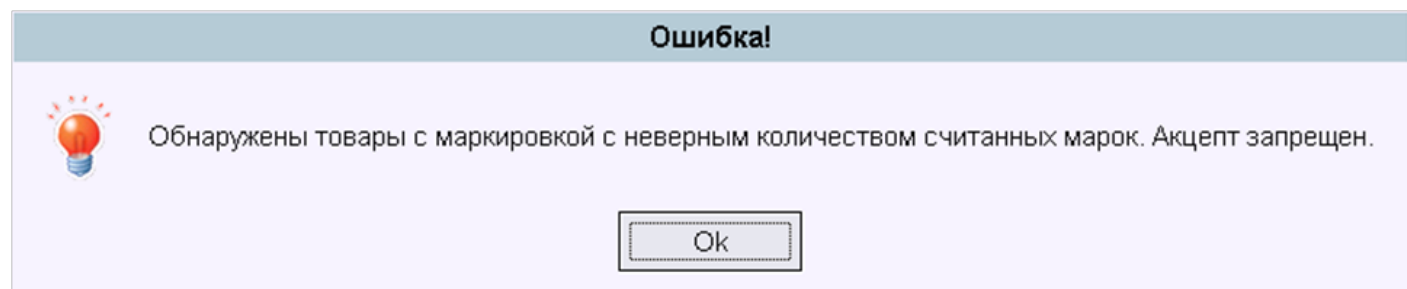 Ошибка!
Обнаружены товары с маркировкой с неверным количеством считанных марок. Акцепт запрещен.
Ok